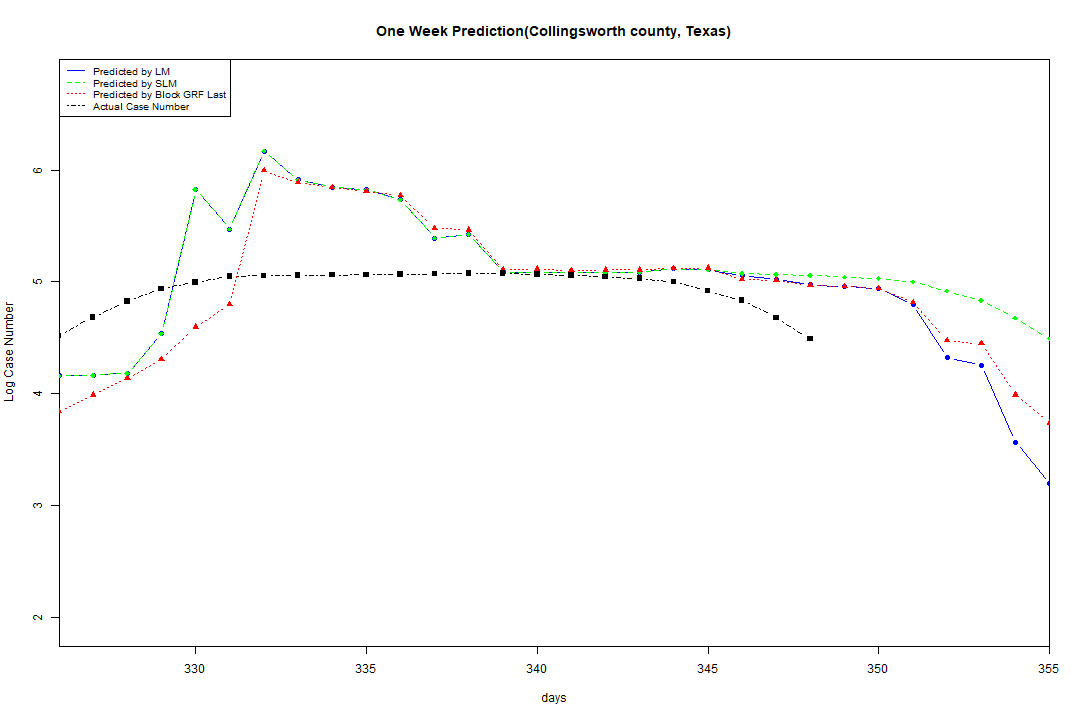 One Week Prediction(Collingsworth county, Texas)
Predicted by LM
Predicted by SLM
Predicted by Block GRF Last
Actual Case Number
Log Case Number
6
5
4
3
2
330 335 340 345 350 355
days